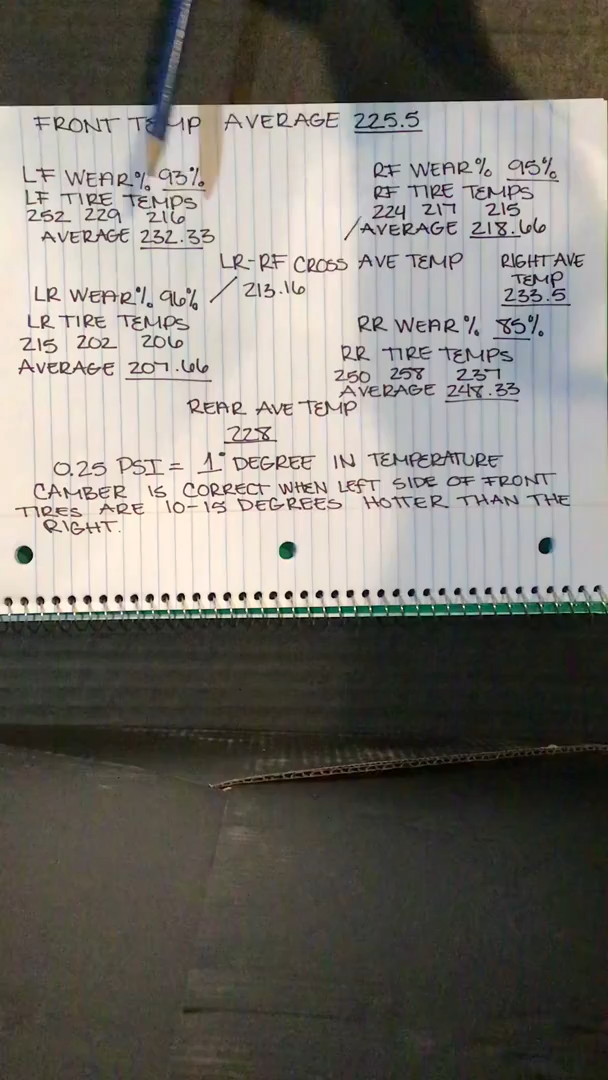 FRONT TEMP AVERAGE 225.5
LF WEAR% 93%
LF TIRE TEMPS
252 229 216
AVERAGE 232.33
RF WEAR% 95%
RF TIRE TEMPS
224 217 215
AVERAGE 218.66
LR-RF CROSS AVE TEMP
213.16
RIGHT AVE
TEMP
233.5
LR WEAR% 96%
LR TIRE TEMPS
215 202 206
AVERAGE 207.66
RR WEAR% 85%
RR TIRE TEMPS
250 258 237
AVERAGE 248.33
REAR AVE TEMP
228
0.25 PSI = 1° DEGREE IN TEMPERATURE
CAMBER IS CORRECT WHEN LEFT SIDE OF FRONT
TIRES ARE 10-15 DEGREES HOTTER THAN THE
RIGHT.